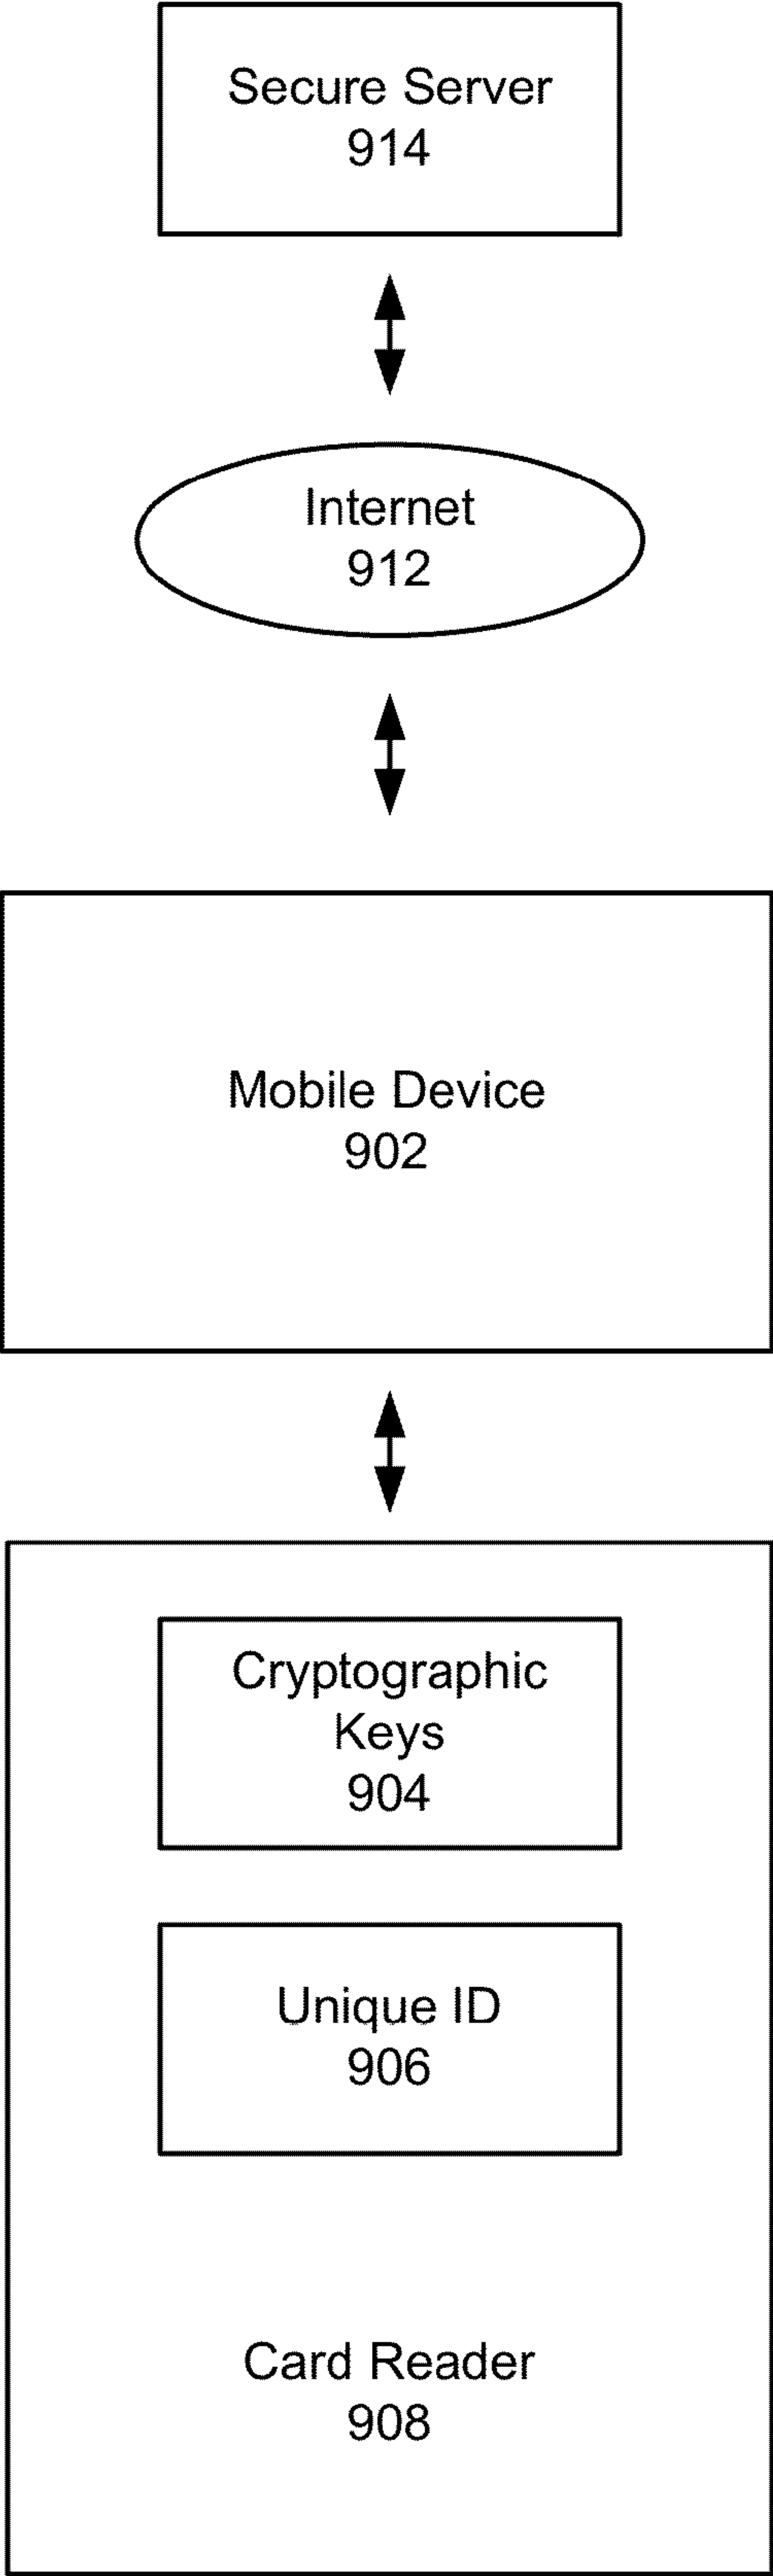 Secure Server
914
Internet
912
Mobile Device
902
Cryptographic
Keys
904
Unique ID
906
Card Reader
908